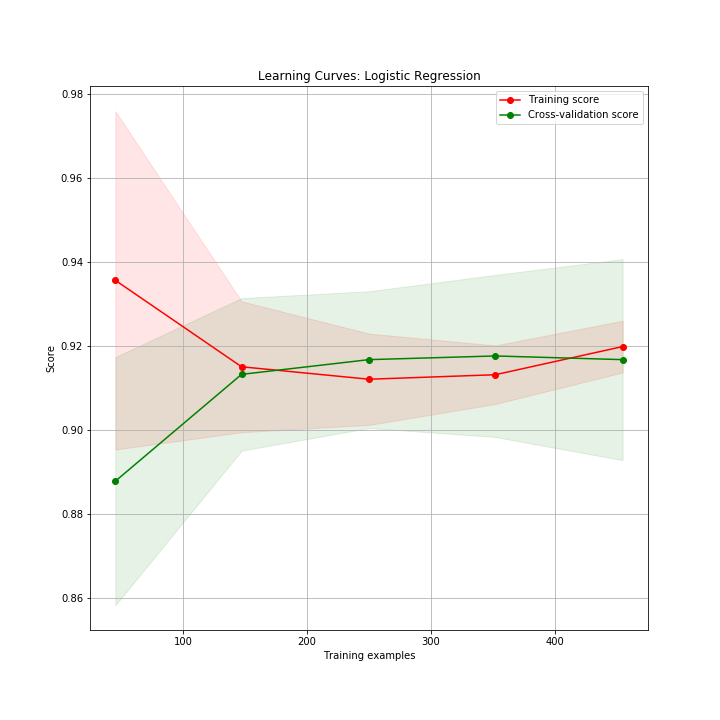 Learning Curves: Logistic Regression
Training score
Cross-validation score
0.98
0.96
0.94
0.92
0.90
0.88
0.86
Score
100 200 300 400
Training examples